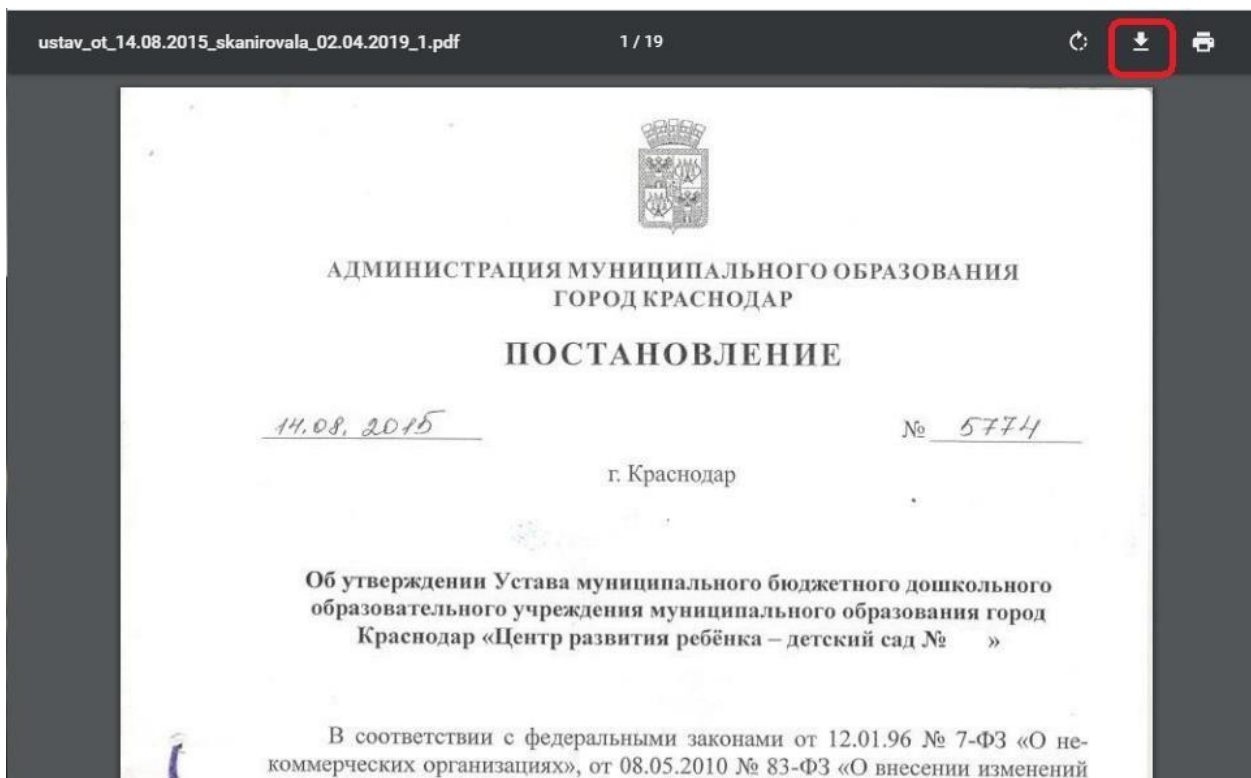 ustav_ot_14.08.2015_skanirovala_02.04.2019_1.pdf 1 / 19
АДМИНИСТРАЦИЯ МУНИЦИПАЛЬНОГО ОБРАЗОВАНИЯ
ГОРОД КРАСНОДАР
ПОСТАНОВЛЕНИЕ
14.08.2015 № 5774
г. Краснодар
Об утверждении Устава муниципального бюджетного дошкольного
образовательного учреждения муниципального образования город
Краснодар «Центр развития ребёнка – детский сад № »
В соответствии с федеральными законами от 12.01.96 № 7-ФЗ «О не-
коммерческих организациях», от 08.05.2010 № 83-ФЗ «О внесении изменений